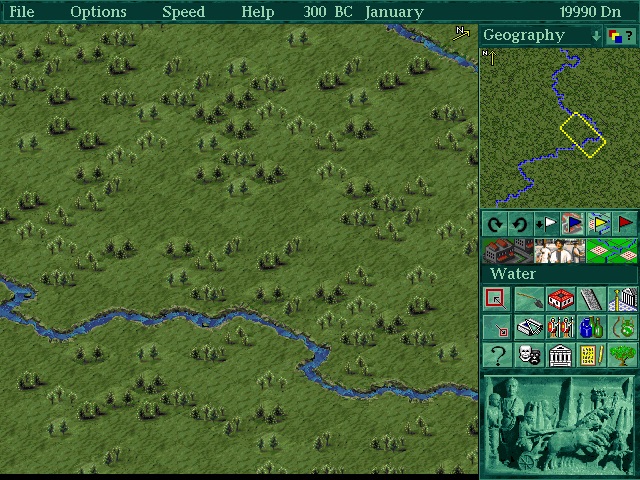 File Options Speed Help 300 BC January 19990 Dn
N
Geography ?
N
Water
?